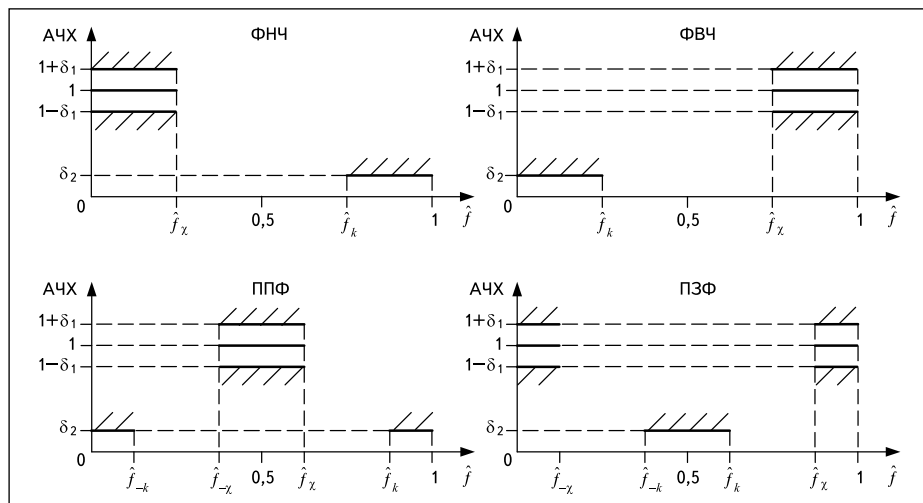 АЧХ
ФНЧ
1+δ₁
1
1−δ₁
δ₂
0
f̂χ
0,5
f̂k
1
f̂
АЧХ
ФВЧ
1+δ₁
1
1−δ₁
δ₂
0
f̂k
0,5
f̂χ
1
f̂
АЧХ
ППФ
1+δ₁
1
1−δ₁
δ₂
0
f̂−k
f̂−χ
0,5
f̂χ
f̂k
1
f̂
АЧХ
ПЗФ
1+δ₁
1
1−δ₁
δ₂
0
f̂−χ
f̂−k
0,5
f̂k
f̂χ
1
f̂